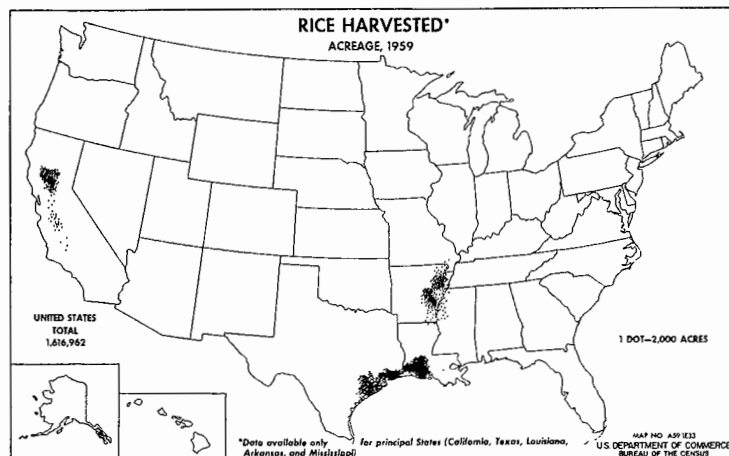 RICE HARVESTED*
ACREAGE, 1959
UNITED STATES
TOTAL
1,616,962
1 DOT—2,000 ACRES
*Data available only for principal States (California, Texas, Louisiana,
Arkansas, and Mississippi)
MAP NO. A59 1E33
U.S. DEPARTMENT OF COMMERCE
BUREAU OF THE CENSUS